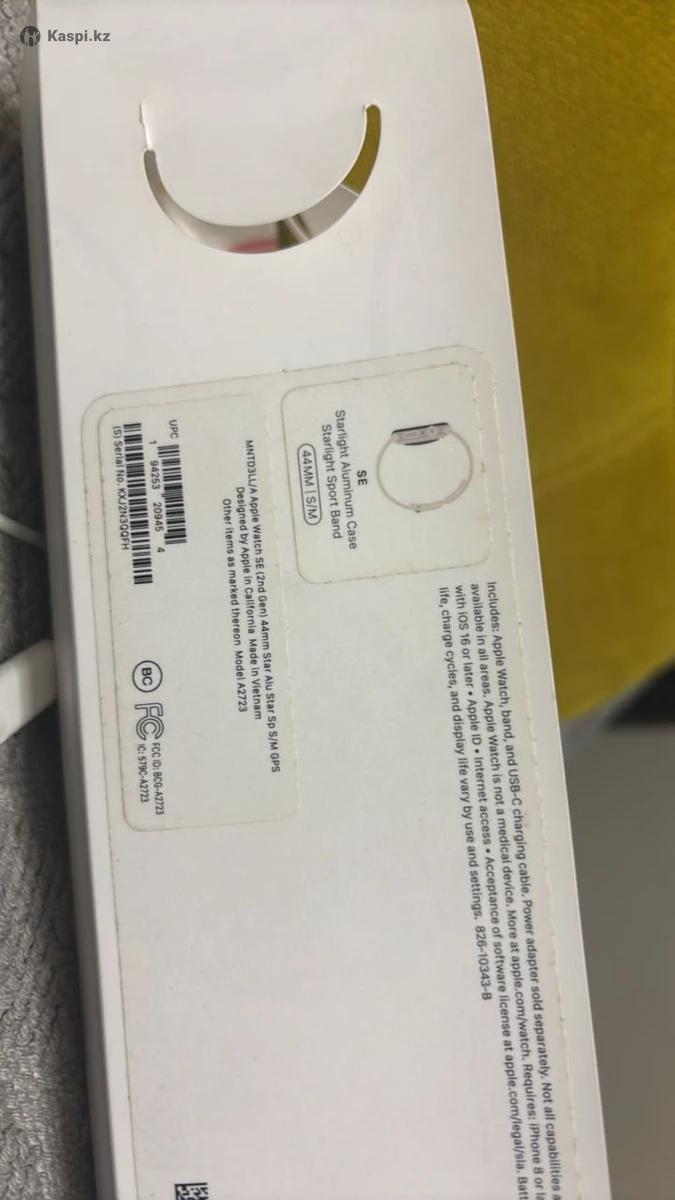 Kaspi.kz
SE
Starlight Aluminum Case
Starlight Sport Band
44MM | S/M
MNTD3LL/A Apple Watch SE (2nd Gen) 44mm Star Alu Star Sp S/M GPS
Designed by Apple in California Made in Vietnam
Other items as marked thereon Model A2723
UPC
1 94253 20945 4
(S) Serial No. KXJ2N3QQFH
BC
FC
FCC ID: BCG-A2723
IC: 579C-A2723
Includes: Apple Watch, band, and USB-C charging cable. Power adapter sold separately. Not all capabilities
available in all areas. Apple Watch is not a medical device. More at apple.com/watch. Requires: iPhone 8 or
with iOS 16 or later • Apple ID • Internet access • Acceptance of software license at apple.com/legal/sla.
life, charge cycles, and display life vary by use and settings. 826-10343-B